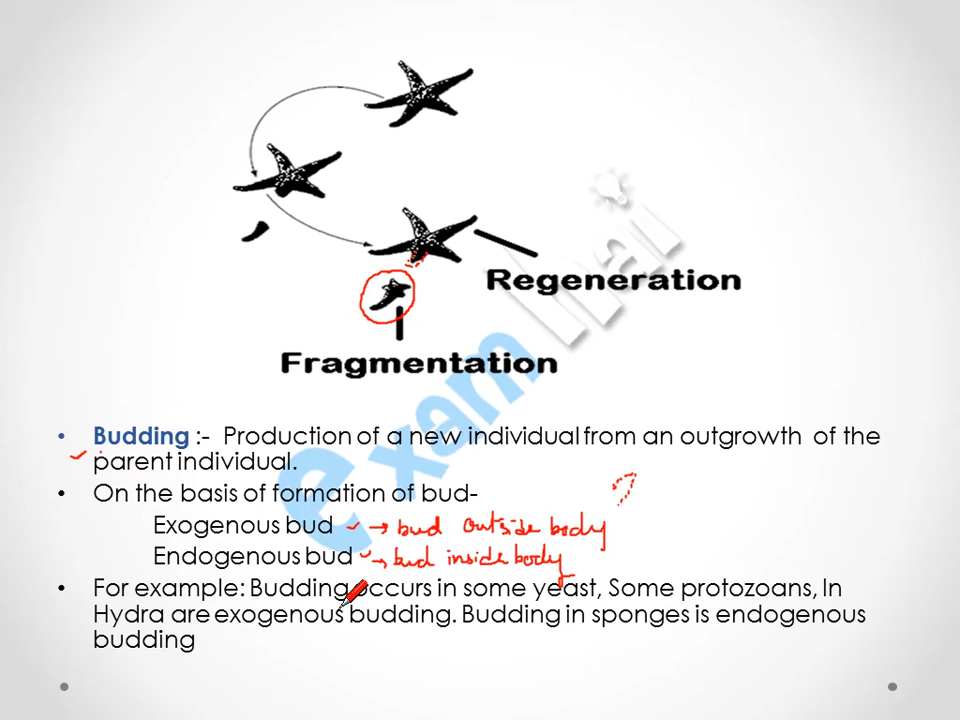 Regeneration
Fragmentation
exam hai
• Budding :- Production of a new individual from an outgrowth of the
parent individual.
• On the basis of formation of bud-
Exogenous bud → bud outside body
Endogenous bud → bud inside body
• For example: Budding occurs in some yeast, Some protozoans, In
Hydra are exogenous budding. Budding in sponges is endogenous
budding